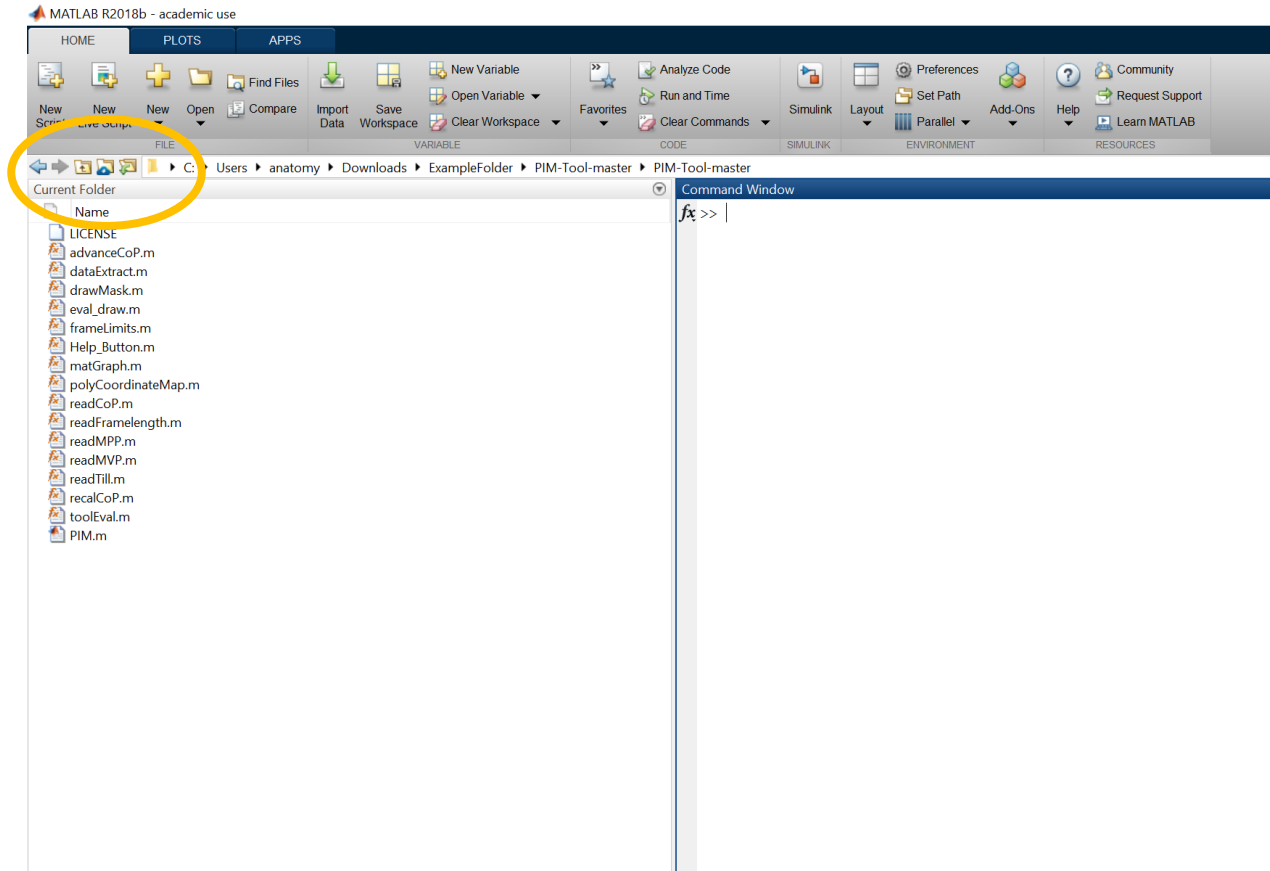 MATLAB R2018b - academic use
HOME PLOTS APPS
New Script
New Live Script
New
Open
Find Files
Compare
Import Data
Save Workspace
New Variable
Open Variable
Clear Workspace
Favorites
Analyze Code
Run and Time
Clear Commands
Simulink
Layout
Preferences
Set Path
Parallel
Add-Ons
Help
Community
Request Support
Learn MATLAB
FILE VARIABLE CODE SIMULINK ENVIRONMENT RESOURCES
C: Users anatomy Downloads ExampleFolder PIM-Tool-master PIM-Tool-master
Current Folder
Name
LICENSE
advanceCoP.m
dataExtract.m
drawMask.m
eval_draw.m
frameLimits.m
Help_Button.m
matGraph.m
polyCoordinateMap.m
readCoP.m
readFramelength.m
readMPP.m
readMVP.m
readTill.m
recalCoP.m
toolEval.m
PIM.m
Command Window
fx >>